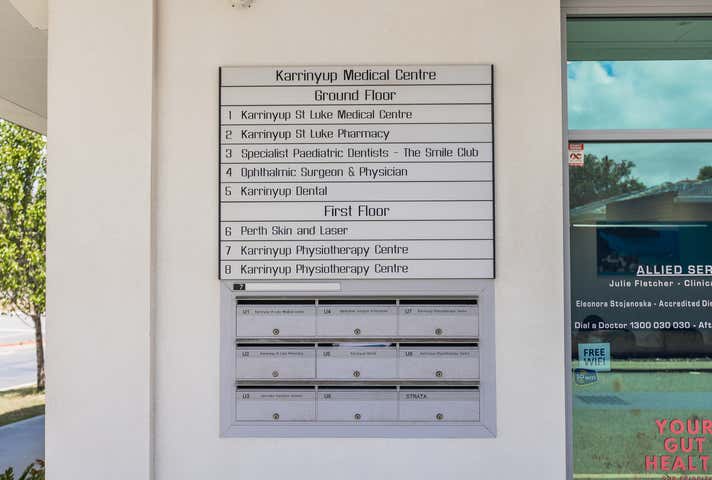 Karrinyup Medical Centre
Ground Floor
1 Karrinyup St Luke Medical Centre
2 Karrinyup St Luke Pharmacy
3 Specialist Paediatric Dentists - The Smile Club
4 Ophthalmic Surgeon & Physician
5 Karrinyup Dental
First Floor
6 Perth Skin and Laser
7 Karrinyup Physiotherapy Centre
8 Karrinyup Physiotherapy Centre
7
U1
U4
U7
U2
U5
U8
U3
U6
STRATA
ALLIED SER
Julie Fletcher - Clinica
Eleonora Stojanoska - Accredited Die
Dial a Doctor 1300 030 030 - Aft
FREE
WIFI
YOUR
GUT
HEALT